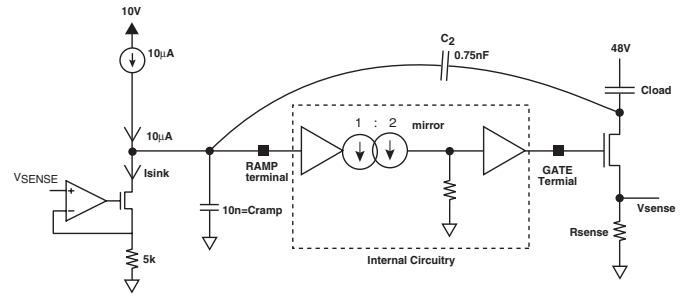 10V
10µA
C2
0.75nF
48V
Cload
1 : 2
mirror
10µA
Isink
RAMP
terminal
GATE
Termial
VSENSE
+
–
10n=Cramp
Vsense
Rsense
5k
Internal Circuitry